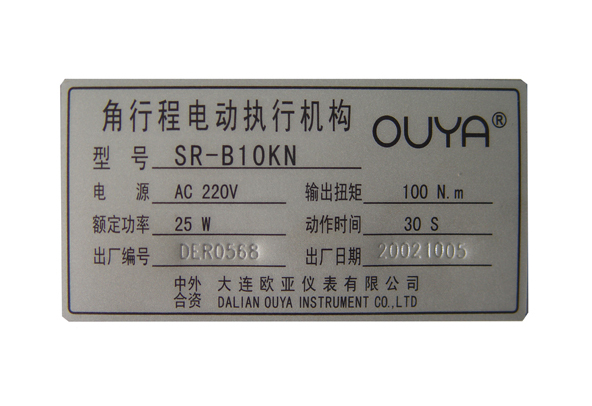 角行程电动执行机构 OUYA®
型号 SR-B10KN
电源 AC 220V 输出扭矩 100 N.m
额定功率 25 W 动作时间 30 S
出厂编号 DER0568 出厂日期 20021005
中外合资 大连欧亚仪表有限公司
DALIAN OUYA INSTRUMENT CO.,LTD